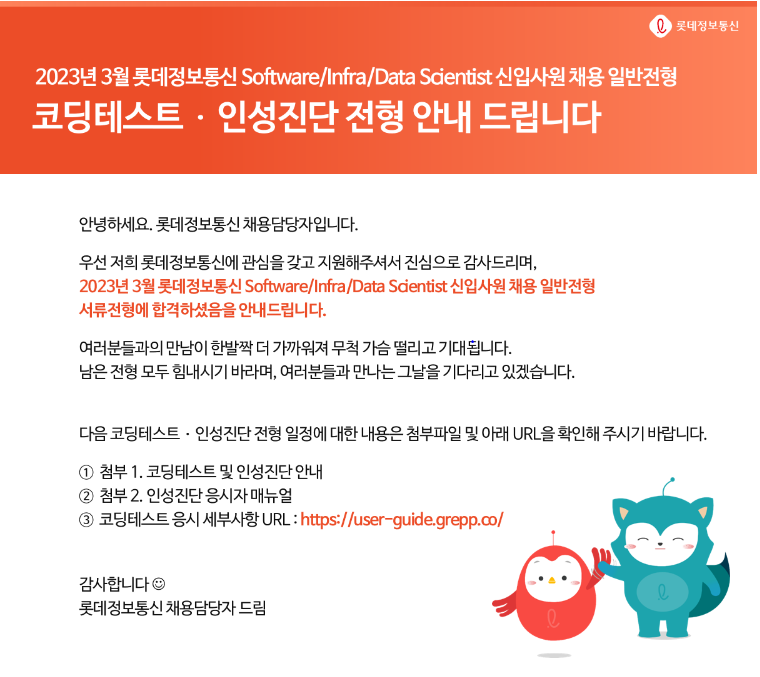 롯데정보통신
2023년 3월 롯데정보통신 Software/Infra/Data Scientist 신입사원 채용 일반전형
코딩테스트 · 인성진단 전형 안내 드립니다
안녕하세요. 롯데정보통신 채용담당자입니다.
우선 저희 롯데정보통신에 관심을 갖고 지원해주셔서 진심으로 감사드리며,
2023년 3월 롯데정보통신 Software/Infra/Data Scientist 신입사원 채용 일반전형
서류전형에 합격하셨음을 안내드립니다.
여러분들과의 만남이 한발짝 더 가까워져 무척 가슴 떨리고 기대됩니다.
남은 전형 모두 힘내시기 바라며, 여러분들과 만나는 그날을 기다리고 있겠습니다.
다음 코딩테스트 · 인성진단 전형 일정에 대한 내용은 첨부파일 및 아래 URL을 확인해 주시기 바랍니다.
① 첨부 1. 코딩테스트 및 인성진단 안내
② 첨부 2. 인성진단 응시자 매뉴얼
③ 코딩테스트 응시 세부사항 URL : https://user-guide.grepp.co/
감사합니다 ☺
롯데정보통신 채용담당자 드림